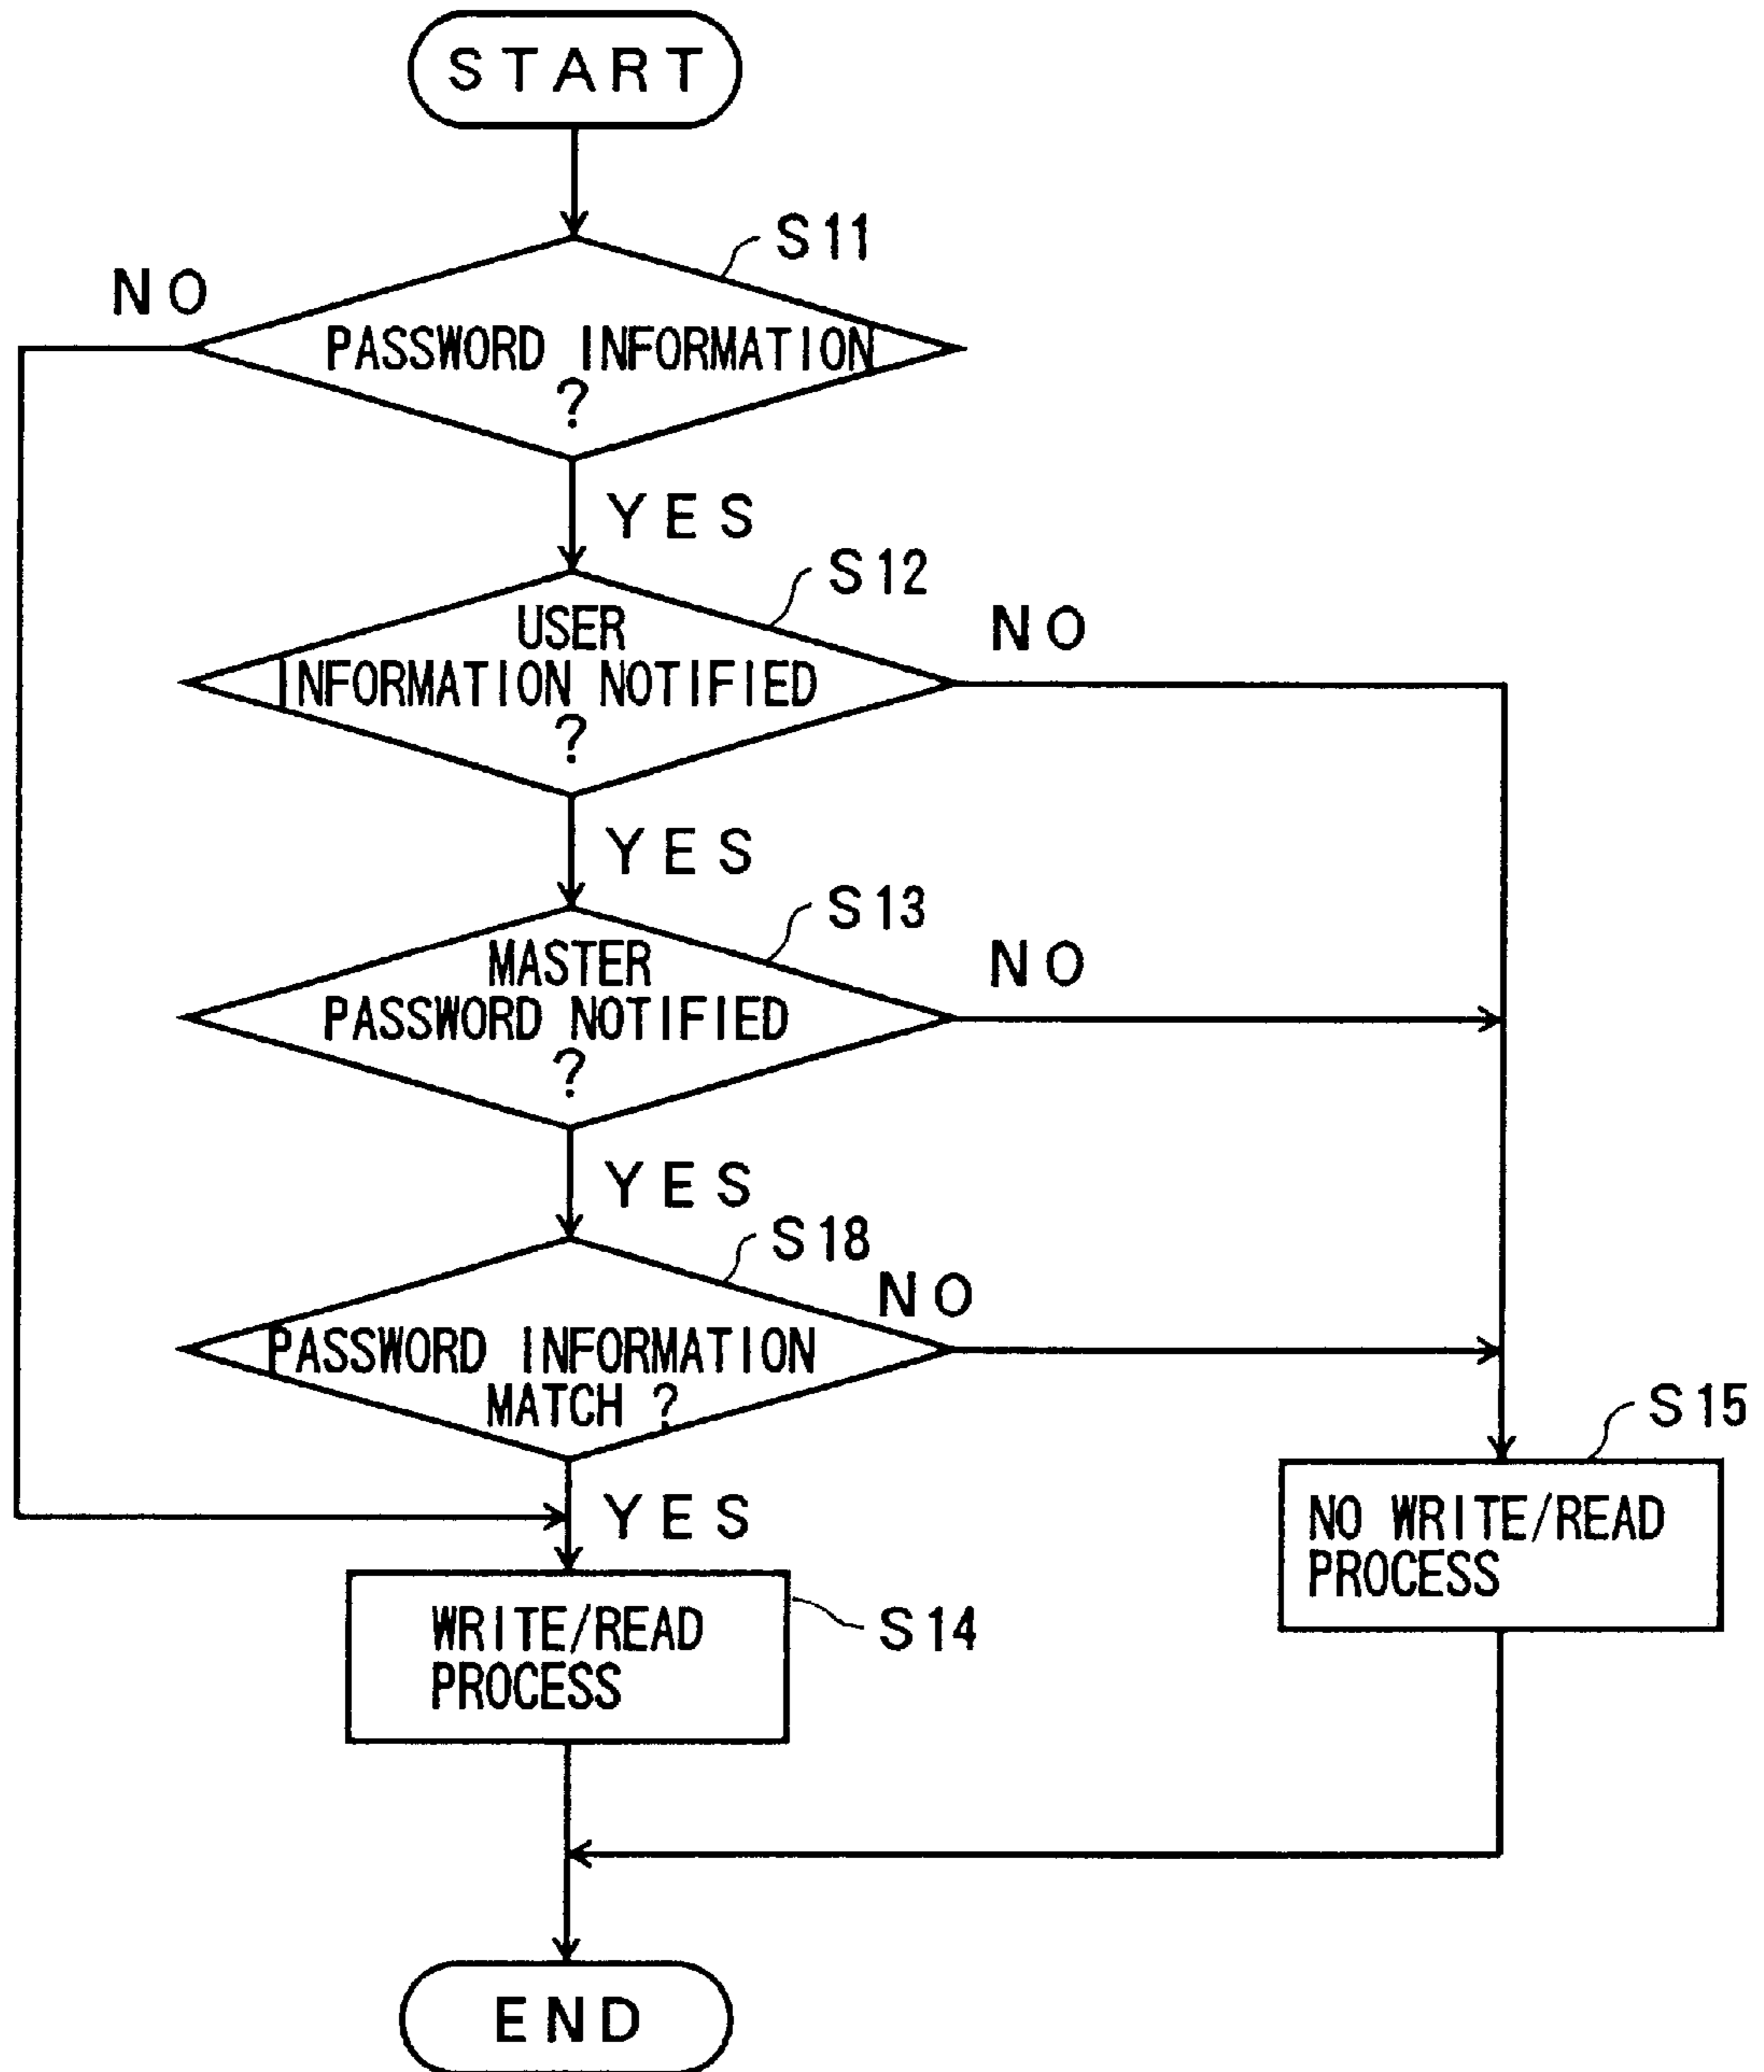 START
S11
NO
PASSWORD INFORMATION
?
YES
S12
USER
INFORMATION NOTIFIED
?
NO
YES
S13
MASTER
PASSWORD NOTIFIED
?
NO
YES
S18
NO
PASSWORD INFORMATION
MATCH ?
YES
S15
NO WRITE/READ
PROCESS
WRITE/READ
PROCESS
S14
END